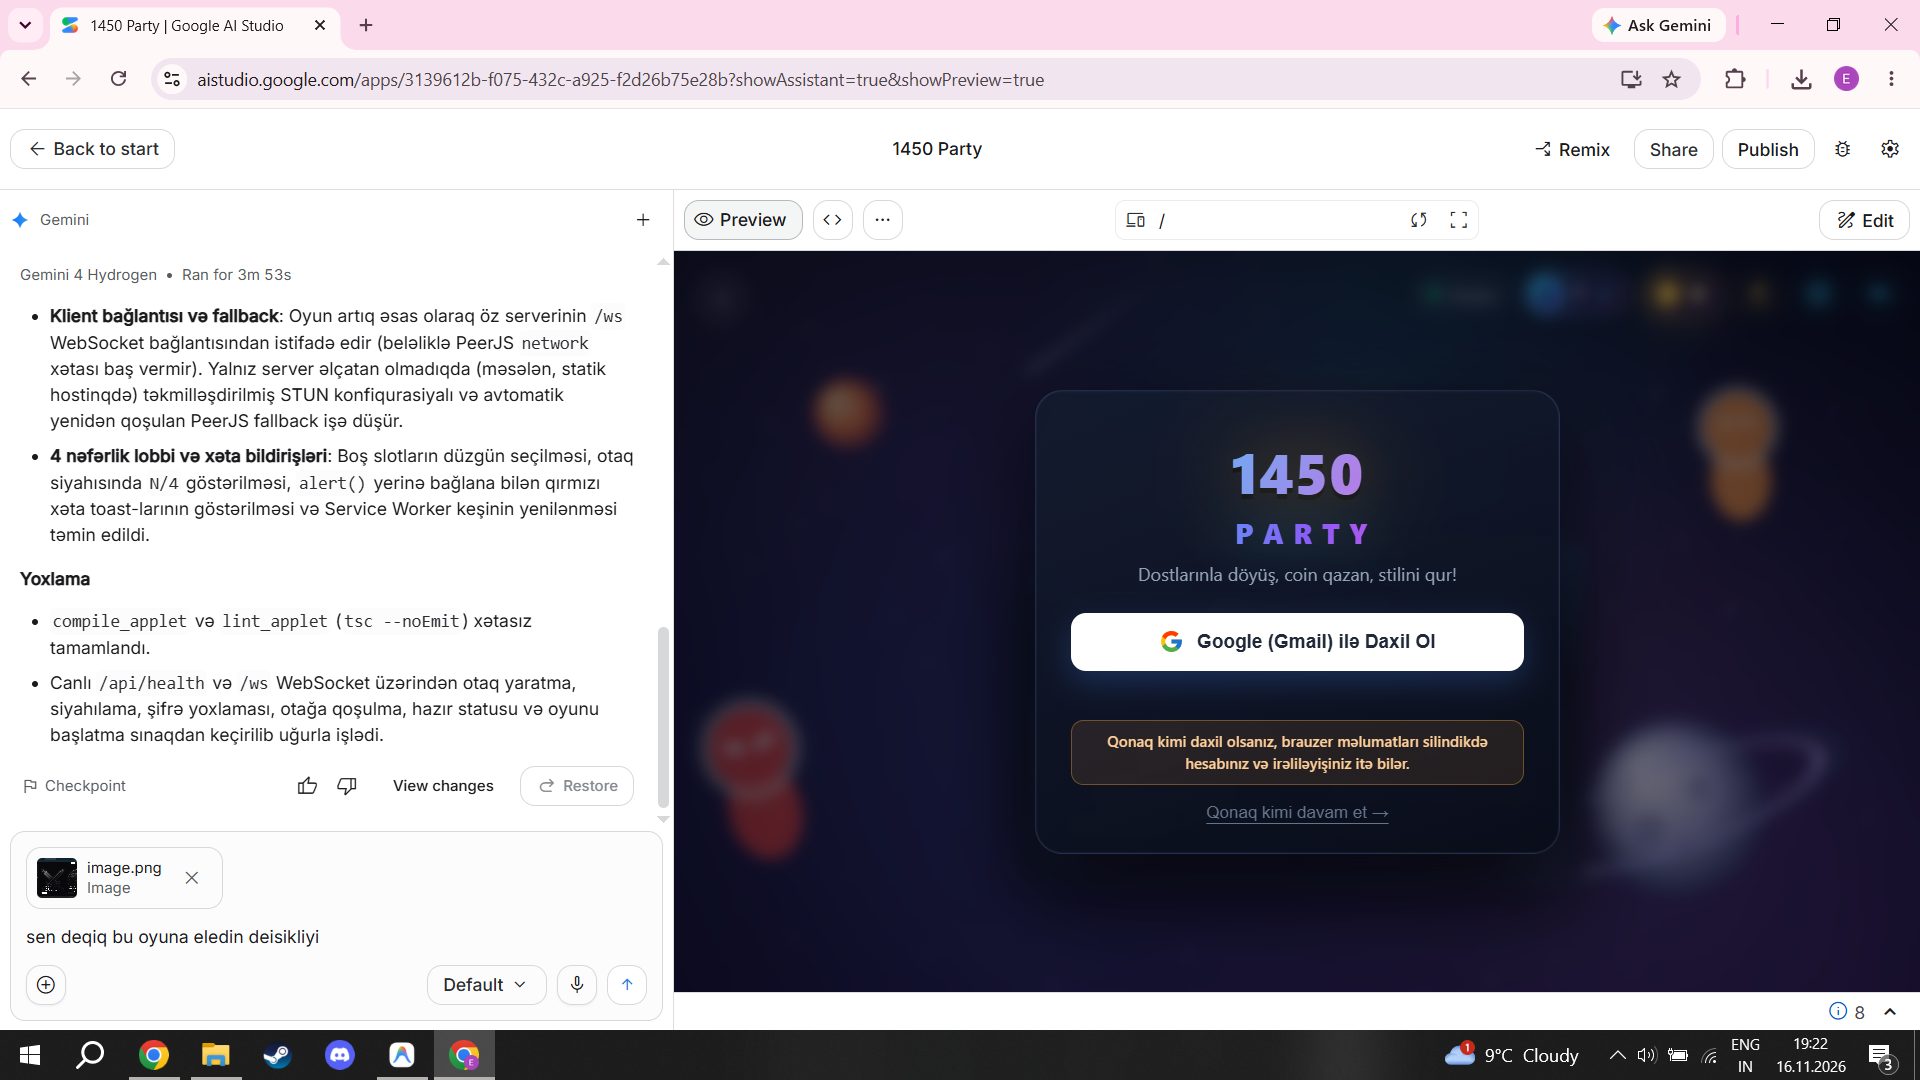 1450 Party | Google AI Studio
Ask Gemini
aistudio.google.com/apps/3139612b-f075-432c-a925-f2d26b75e28b?showAssistant=true&showPreview=true
E
Back to start
1450 Party
Remix
Share
Publish
Gemini
Preview
/
Edit
Gemini 4 Hydrogen • Ran for 3m 53s
• Klient bağlantısı və fallback: Oyun artıq əsas olaraq öz serverinin /ws
WebSocket bağlantısından istifadə edir (beləliklə PeerJS network
xətası baş vermir). Yalnız server əlçatan olmadıqda (məsələn, statik
hostinqdə) təkmilləşdirilmiş STUN konfiqurasiyalı və avtomatik
yenidən qoşulan PeerJS fallback işə düşür.
• 4 nəfərlik lobbi və xəta bildirişləri: Boş slotların düzgün seçilməsi, otaq
siyahısında N/4 göstərilməsi, alert() yerinə bağlana bilən qırmızı
xəta toast-larının göstərilməsi və Service Worker keşinin yenilənməsi
təmin edildi.
Yoxlama
• compile_applet və lint_applet (tsc --noEmit) xətasız
tamamlandı.
• Canlı /api/health və /ws WebSocket üzərindən otaq yaratma,
siyahılama, şifrə yoxlaması, otağa qoşulma, hazır statusu və oyunu
başlatma sınaqdan keçirilib uğurla işlədi.
Checkpoint
View changes
Restore
image.png
Image
sen deqiq bu oyuna eledin deisikliyi
Default
1450
PARTY
Dostlarınla döyüş, coin qazan, stilini qur!
Google (Gmail) ilə Daxil Ol
Qonaq kimi daxil olsanız, brauzer məlumatları silindikdə
hesabınız və irəliləyişiniz itə bilər.
Qonaq kimi davam et →
8
E
1
9°C Cloudy
ENG
IN
19:22
16.11.2026
3